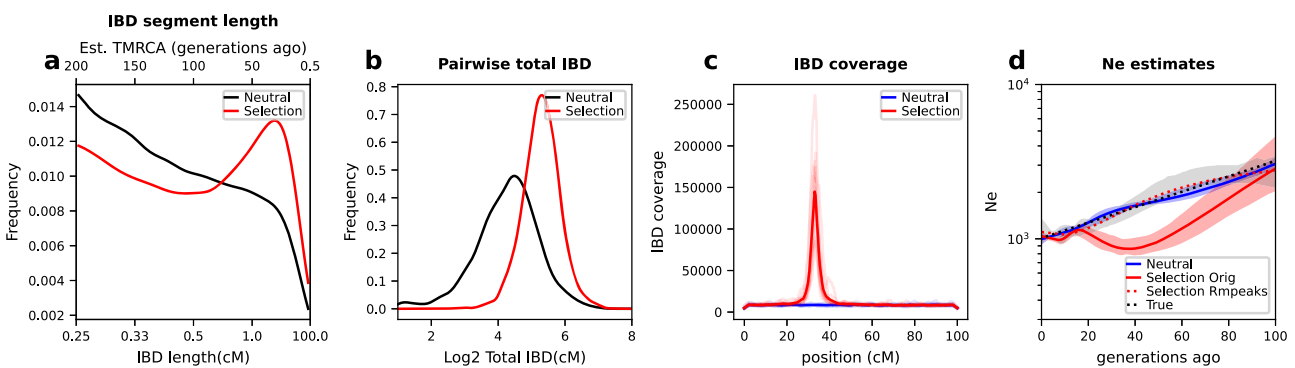 a
IBD segment length
Est. TMRCA (generations ago)
200 150 100 50 0.5
Neutral
Selection
Frequency
0.014
0.012
0.010
0.008
0.006
0.004
0.002
0.25 0.33 0.5 1.0 100.0
IBD length(cM)
b
Pairwise total IBD
Neutral
Selection
Frequency
0.8
0.7
0.6
0.5
0.4
0.3
0.2
0.1
0.0
2 4 6 8
Log2 Total IBD(cM)
c
IBD coverage
Neutral
Selection
IBD coverage
250000
200000
150000
100000
50000
0
0 20 40 60 80 100
position (cM)
d
Ne estimates
Ne
10⁴
10³
Neutral
Selection Orig
Selection Rmpeaks
True
0 20 40 60 80 100
generations ago